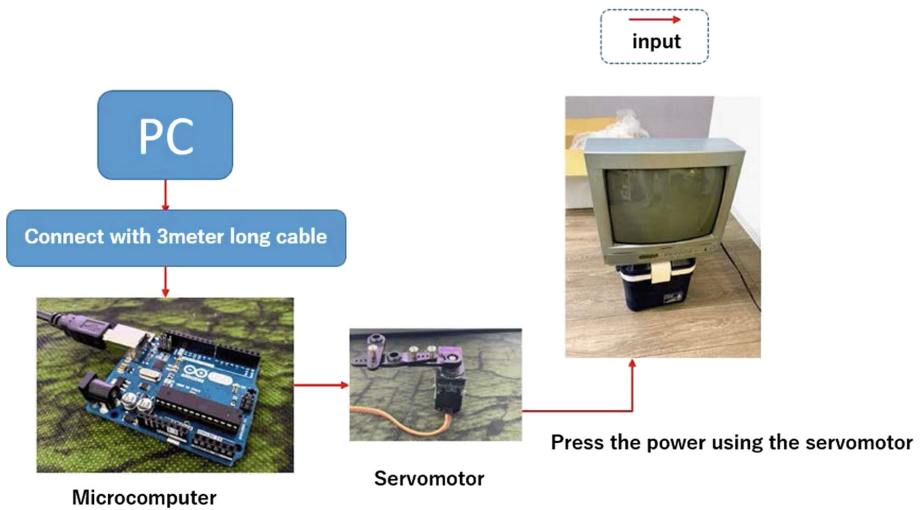 input
PC
Connect with 3meter long cable
Microcomputer
Servomotor
Press the power using the servomotor